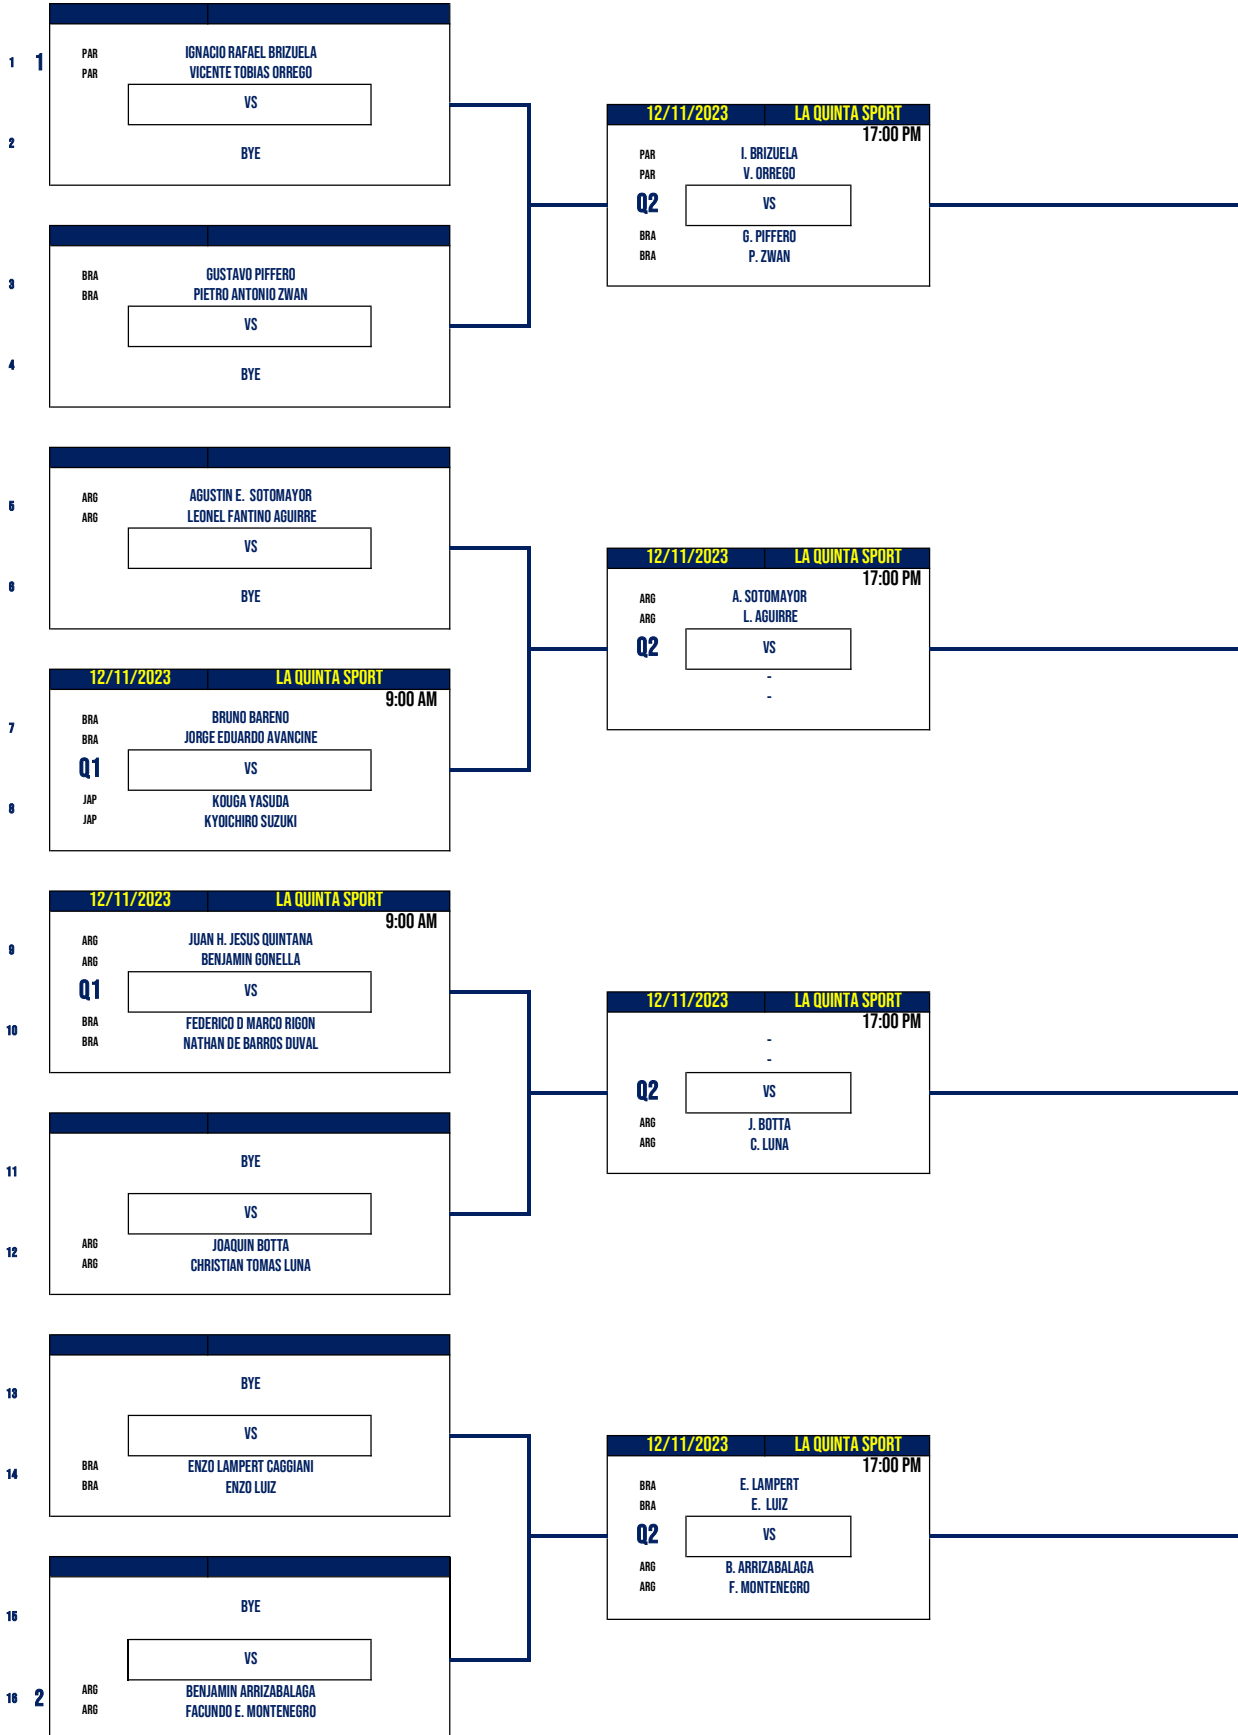 1 1 PAR IGNACIO RAFAEL BRIZUELA
PAR VICENTE TOBIAS ORREGO
VS
2 BYE
3 BRA GUSTAVO PIFFERO
BRA PIETRO ANTONIO ZWAN
VS
4 BYE
5 ARG AGUSTIN E. SOTOMAYOR
ARG LEONEL FANTINO AGUIRRE
VS
6 BYE
12/11/2023 LA QUINTA SPORT
9:00 AM
7 BRA BRUNO BARENO
BRA JORGE EDUARDO AVANCINE
Q1 VS
8 JAP KOUGA YASUDA
JAP KYOICHIRO SUZUKI
12/11/2023 LA QUINTA SPORT
9:00 AM
9 ARG JUAN H. JESUS QUINTANA
ARG BENJAMIN GONELLA
Q1 VS
10 BRA FEDERICO D MARCO RIGON
BRA NATHAN DE BARROS DUVAL
11 BYE
VS
12 ARG JOAQUIN BOTTA
ARG CHRISTIAN TOMAS LUNA
13 BYE
VS
14 BRA ENZO LAMPERT CAGGIANI
BRA ENZO LUIZ
15 BYE
VS
16 2 ARG BENJAMIN ARRIZABALAGA
ARG FACUNDO E. MONTENEGRO
12/11/2023 LA QUINTA SPORT
17:00 PM
PAR I. BRIZUELA
PAR V. ORREGO
Q2 VS
BRA G. PIFFERO
BRA P. ZWAN
12/11/2023 LA QUINTA SPORT
17:00 PM
ARG A. SOTOMAYOR
ARG L. AGUIRRE
Q2 VS
-
-
12/11/2023 LA QUINTA SPORT
17:00 PM
-
-
Q2 VS
ARG J. BOTTA
ARG C. LUNA
12/11/2023 LA QUINTA SPORT
17:00 PM
BRA E. LAMPERT
BRA E. LUIZ
Q2 VS
ARG B. ARRIZABALAGA
ARG F. MONTENEGRO